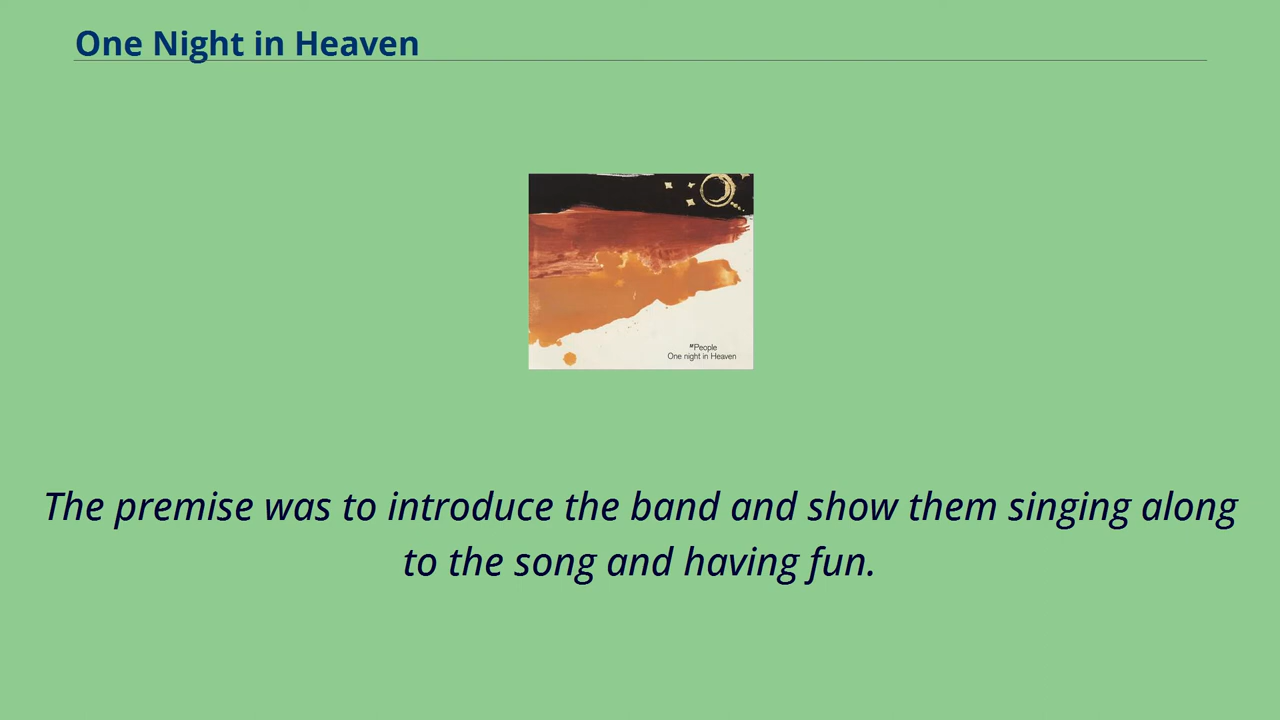 One Night in Heaven
People
One night in Heaven
The premise was to introduce the band and show them singing along
to the song and having fun.